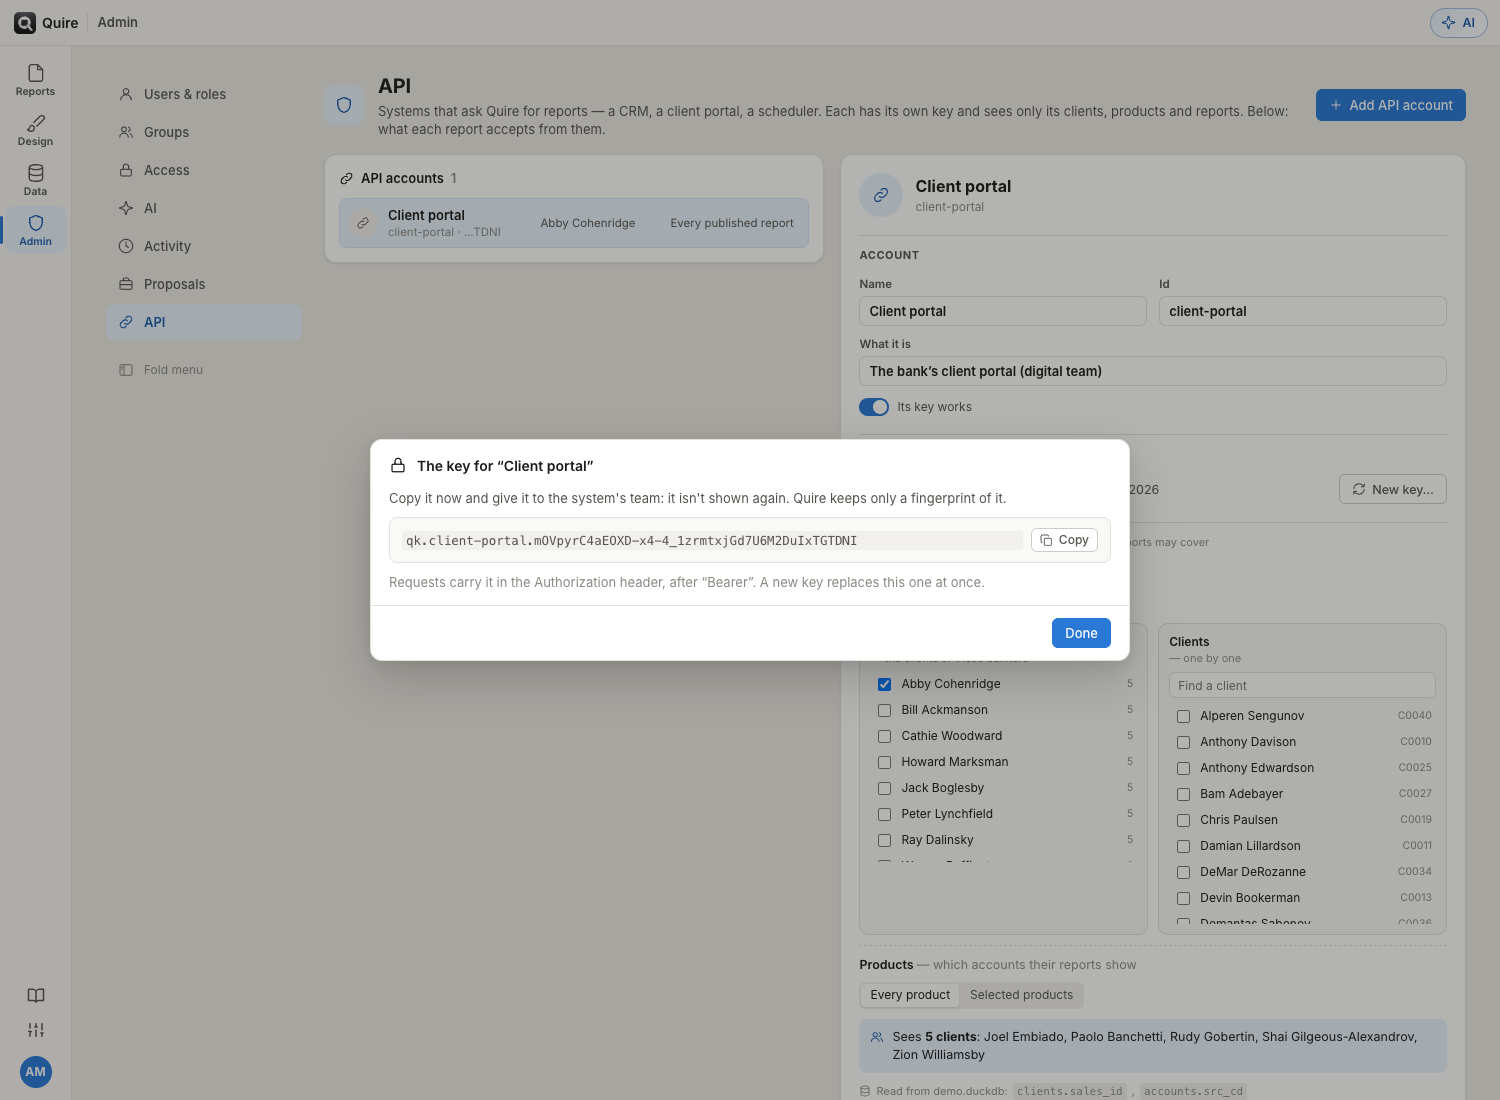 Quire
Admin
AI
Reports
Design
Data
Admin
Users & roles
Groups
Access
AI
Activity
Proposals
API
Fold menu
API
Systems that ask Quire for reports — a CRM, a client portal, a scheduler. Each has its own key and sees only its clients, products and reports. Below:
what each report accepts from them.
Add API account
API accounts 1
Client portal
client-portal · …TDNI
Abby Cohenridge
Every published report
Client portal
client-portal
ACCOUNT
Name
Id
Client portal
client-portal
What it is
The bank's client portal (digital team)
Its key works
2026
New key…
orts may cover
The key for “Client portal”
Copy it now and give it to the system's team: it isn't shown again. Quire keeps only a fingerprint of it.
qk.client-portal.mOVpyrC4aEOXD-x4-4_1zrmtxjGd7U6M2DuIxTGTDNI
Copy
Requests carry it in the Authorization header, after “Bearer”. A new key replaces this one at once.
Done
Abby Cohenridge 5
Bill Ackmanson 5
Cathie Woodward 5
Howard Marksman 5
Jack Boglesby 5
Peter Lynchfield 5
Ray Dalinsky 5
Clients
— one by one
Find a client
Alperen Sengunov C0040
Anthony Davison C0010
Anthony Edwardson C0025
Bam Adebayer C0027
Chris Paulsen C0019
Damian Lillardson C0011
DeMar DeRozanne C0034
Devin Bookerman C0013
Products — which accounts their reports show
Every product
Selected products
Sees 5 clients: Joel Embiado, Paolo Banchetti, Rudy Gobertin, Shai Gilgeous-Alexandrov,
Zion Williamsby
Read from demo.duckdb: clients.sales_id , accounts.src_cd
AM